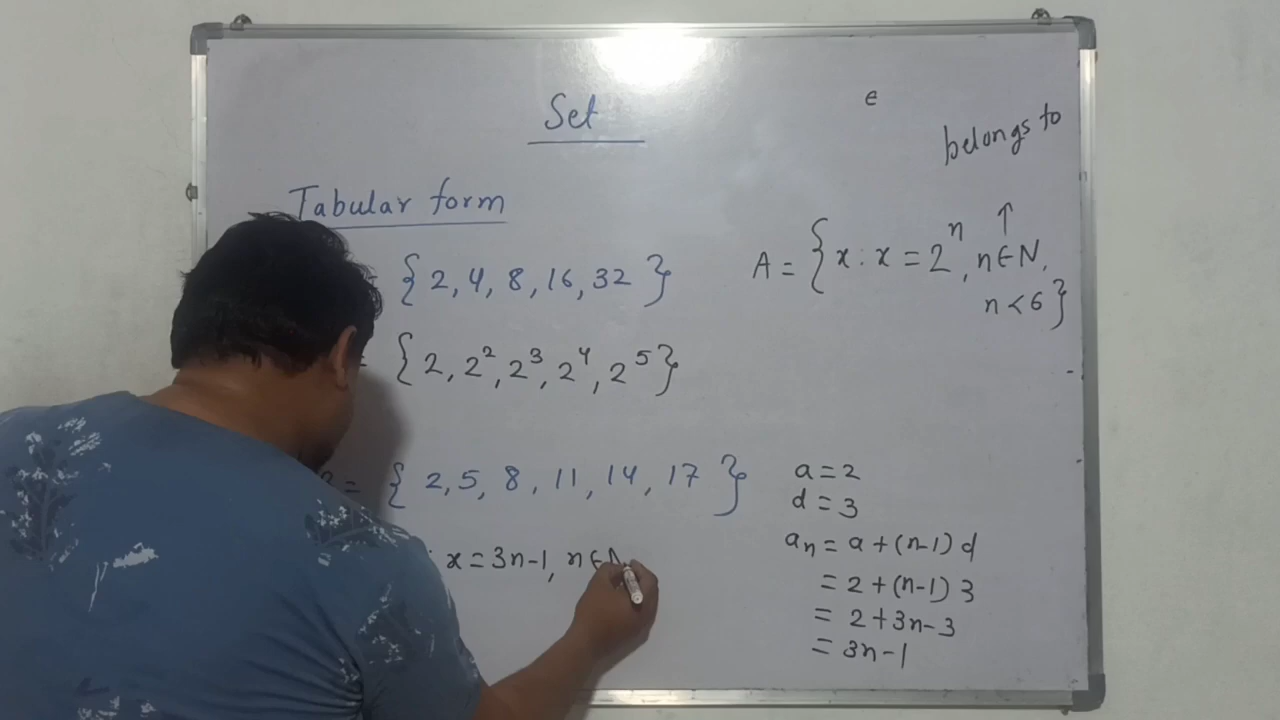 Set
∈
belongs to
Tabular form
↑
= { 2, 4, 8, 16, 32 }
A = { x : x = 2ⁿ, n ∈ N,
n < 6 }
= { 2, 2², 2³, 2⁴, 2⁵ }
= { 2, 5, 8, 11, 14, 17 }
: x = 3n-1, n ∈
a = 2
d = 3
aₙ = a + (n-1) d
= 2 + (n-1) 3
= 2 + 3n - 3
= 3n - 1